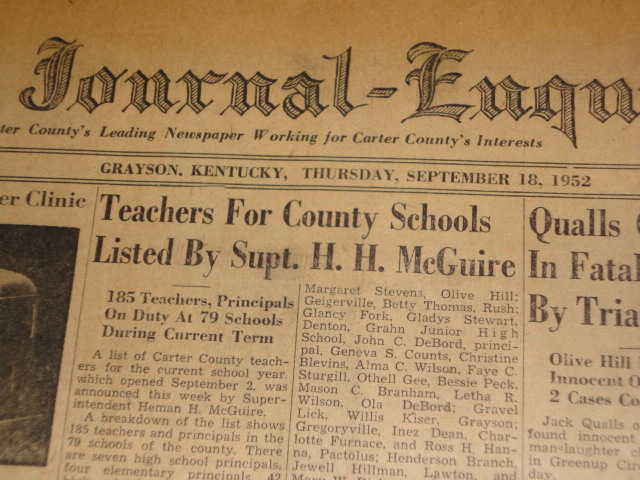 Journal-Enqu
ter County's Leading Newspaper Working for Carter County's Interests
GRAYSON, KENTUCKY, THURSDAY, SEPTEMBER 18, 1952
er Clinic
Teachers For County Schools
Listed By Supt. H. H. McGuire
185 Teachers, Principals
On Duty At 79 Schools
During Current Term
A list of Carter County teach-
ers for the current school year,
which opened September 2, was
announced this week by Super-
intendent Heman H. McGuire.
A breakdown of the list shows
185 teachers and principals in the
79 schools of the county. There
are seven high school principals,
four elementary principals, 42
Margaret Stevens, Olive Hill;
Geigerville, Betty Thomas, Rush;
Glancy Fork, Gladys Stewart,
Denton, Grahn Junior High
School, John C. DeBord, princi-
pal, Geneva S. Counts, Christine
Blevins, Alma C. Wilson, Faye C.
Sturgill, Othell Gee, Bessie Peck.
Mason C. Branham, Letha R.
Wilson, Ola DeBord; Gravel
Lick, Willis Kiser, Grayson;
Gregoryville, Inez Dean, Char-
lotte Furnace, and Ross H. Han-
na, Pactolus; Henderson Branch,
Jewell Hillman, Lawton, and
Qualls
In Fatal
By Tria
Olive Hill
Innocent O
2 Cases Co
Jack Qualls o
found innocent
manslaughter c
in Greenup Circ
day.